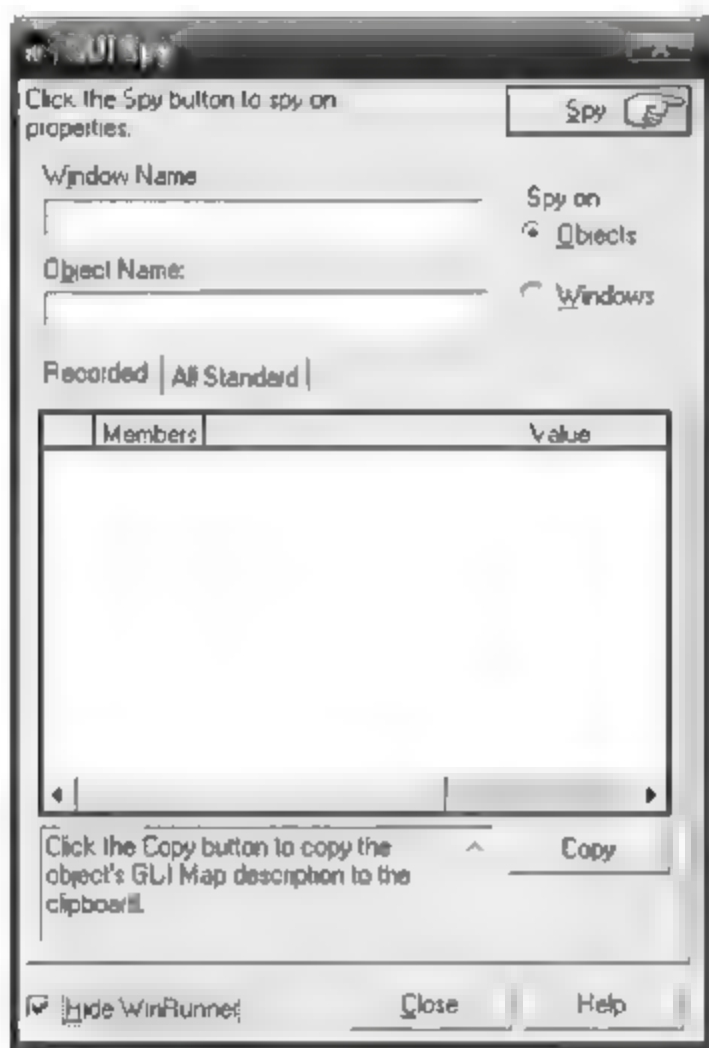 GUI Spy
Click the Spy button to spy on
properties.
Spy
Window Name
Spy on
Objects
Object Name:
Windows
Recorded
All Standard
Members
Value
Click the Copy button to copy the
object's GUI Map description to the
clipboard.
Copy
Hide WinRunner
Close
Help